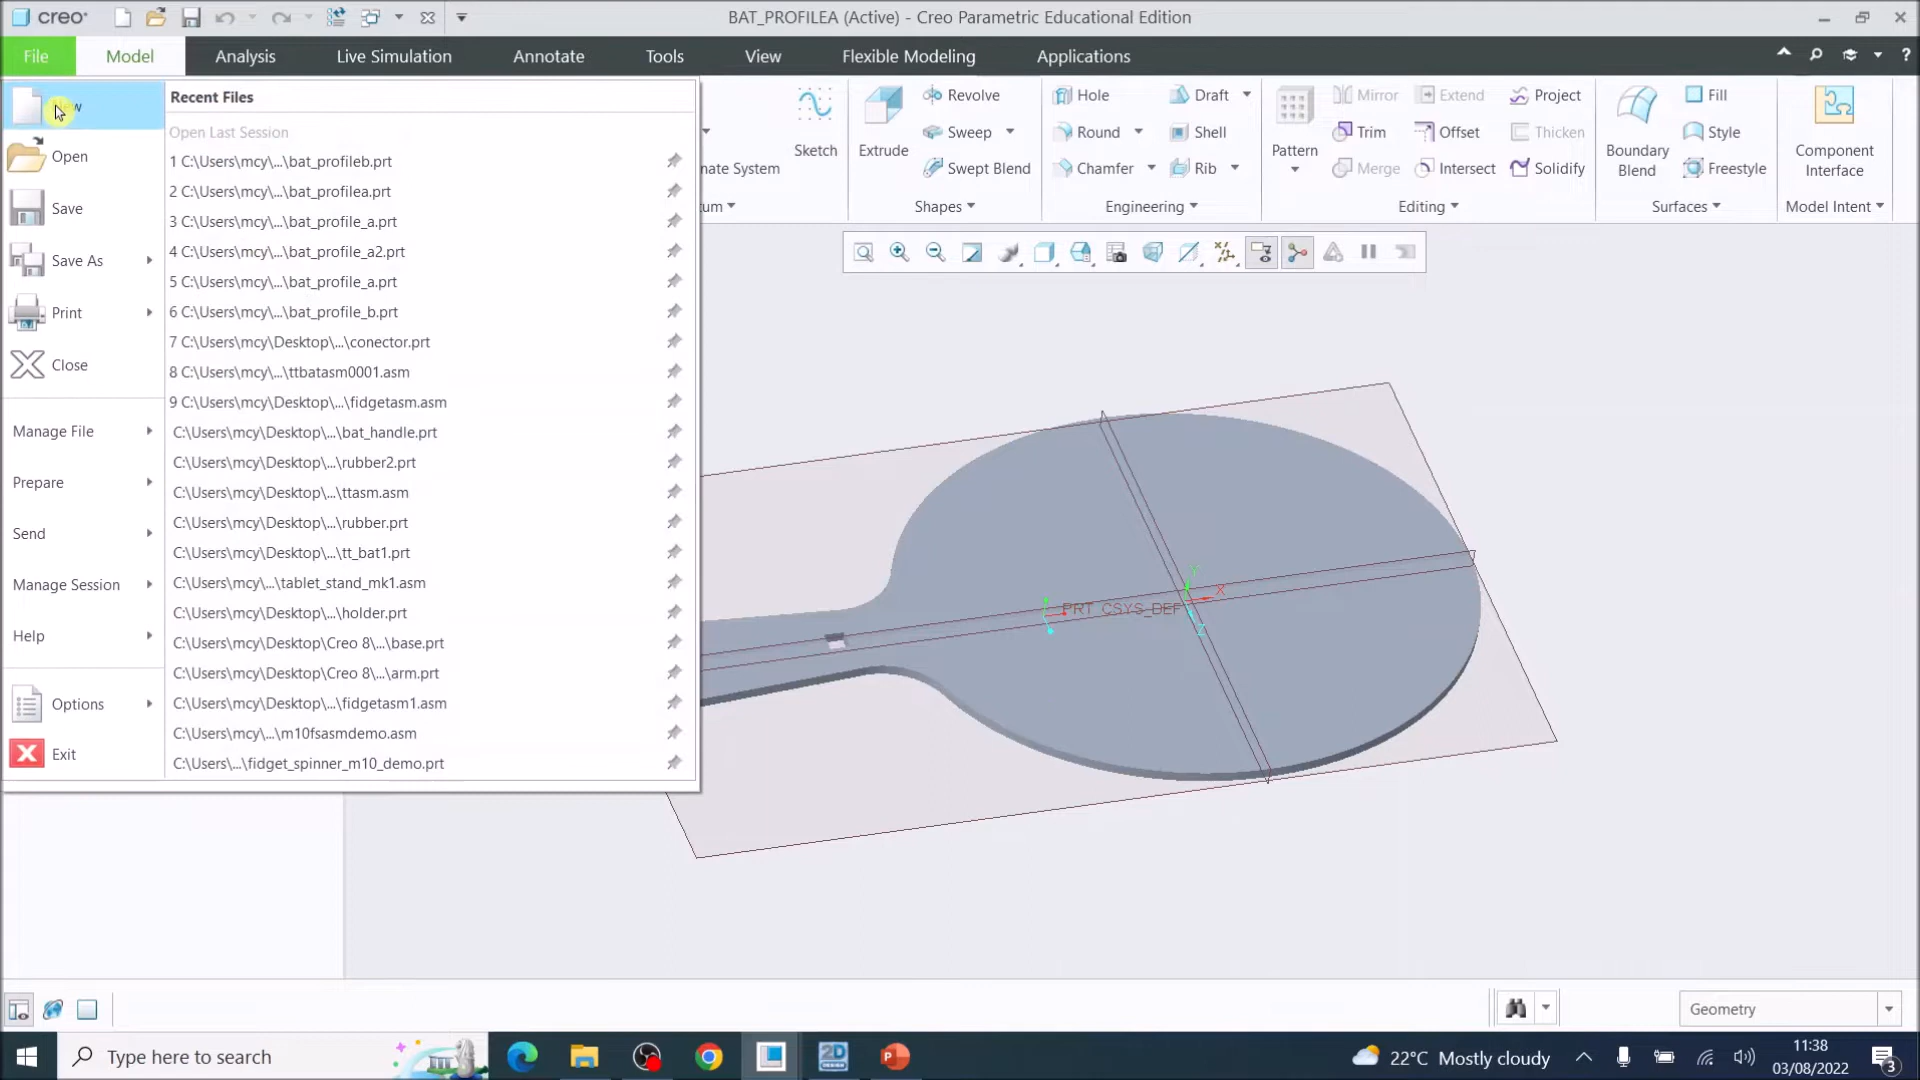 creo® BAT_PROFILEA (Active) - Creo Parametric Educational Edition
File Model Analysis Live Simulation Annotate Tools View Flexible Modeling Applications
Recent Files
Open Last Session
Open
Save
Save As
Print
Close
Manage File
Prepare
Send
Manage Session
Help
Options
Exit
1 C:\Users\mcy\...\bat_profileb.prt
2 C:\Users\mcy\...\bat_profilea.prt
3 C:\Users\mcy\...\bat_profile_a.prt
4 C:\Users\mcy\...\bat_profile_a2.prt
5 C:\Users\mcy\...\bat_profile_a.prt
6 C:\Users\mcy\...\bat_profile_b.prt
7 C:\Users\mcy\Desktop\...\conector.prt
8 C:\Users\mcy\...\ttbatasm0001.asm
9 C:\Users\mcy\Desktop\...\fidgetasm.asm
C:\Users\mcy\Desktop\...\bat_handle.prt
C:\Users\mcy\Desktop\...\rubber2.prt
C:\Users\mcy\Desktop\...\ttasm.asm
C:\Users\mcy\Desktop\...\rubber.prt
C:\Users\mcy\Desktop\...\tt_bat1.prt
C:\Users\mcy\...\tablet_stand_mk1.asm
C:\Users\mcy\Desktop\...\holder.prt
C:\Users\mcy\Desktop\Creo 8\...\base.prt
C:\Users\mcy\Desktop\Creo 8\...\arm.prt
C:\Users\mcy\Desktop\...\fidgetasm1.asm
C:\Users\mcy\...\m10fsasmdemo.asm
C:\Users\...\fidget_spinner_m10_demo.prt
nate System
Sketch
Extrude
Revolve
Sweep
Swept Blend
Shapes
Hole
Round
Chamfer
Draft
Shell
Rib
Engineering
Pattern
Mirror
Trim
Merge
Extend
Offset
Intersect
Project
Thicken
Solidify
Editing
Boundary
Blend
Fill
Style
Freestyle
Surfaces
Component
Interface
Model Intent
PRT_CSYS_DEF
Y
X
Z
Geometry
Type here to search
2D
22°C Mostly cloudy
11:38
03/08/2022
3